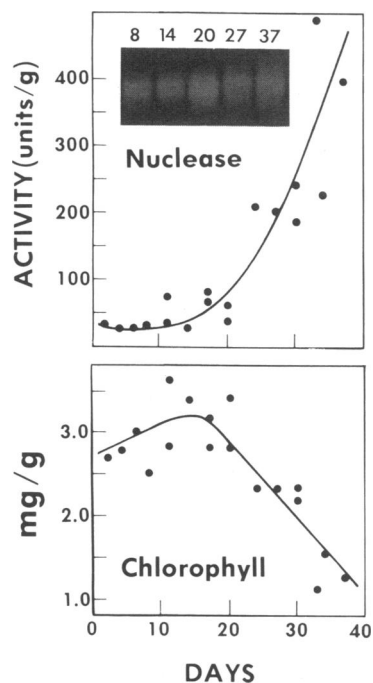 8 14 20 27 37
400
300
200
100
ACTIVITY (units/g)
Nuclease
3.0
2.0
1.0
mg/g
Chlorophyll
0 10 20 30 40
DAYS